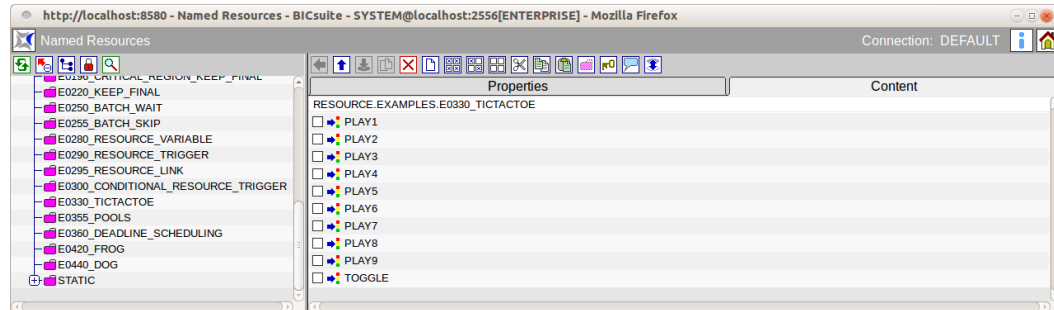 http://localhost:8580 - Named Resources - BICsuite - SYSTEM@localhost:2556[ENTERPRISE] - Mozilla Firefox
Named Resources
Connection: DEFAULT
E0196_CRITICAL_REGION_KEEP_FINAL
E0220_KEEP_FINAL
E0250_BATCH_WAIT
E0255_BATCH_SKIP
E0280_RESOURCE_VARIABLE
E0290_RESOURCE_TRIGGER
E0295_RESOURCE_LINK
E0300_CONDITIONAL_RESOURCE_TRIGGER
E0330_TICTACTOE
E0355_POOLS
E0360_DEADLINE_SCHEDULING
E0420_FROG
E0440_DOG
STATIC
Properties
Content
RESOURCE.EXAMPLES.E0330_TICTACTOE
PLAY1
PLAY2
PLAY3
PLAY4
PLAY5
PLAY6
PLAY7
PLAY8
PLAY9
TOGGLE